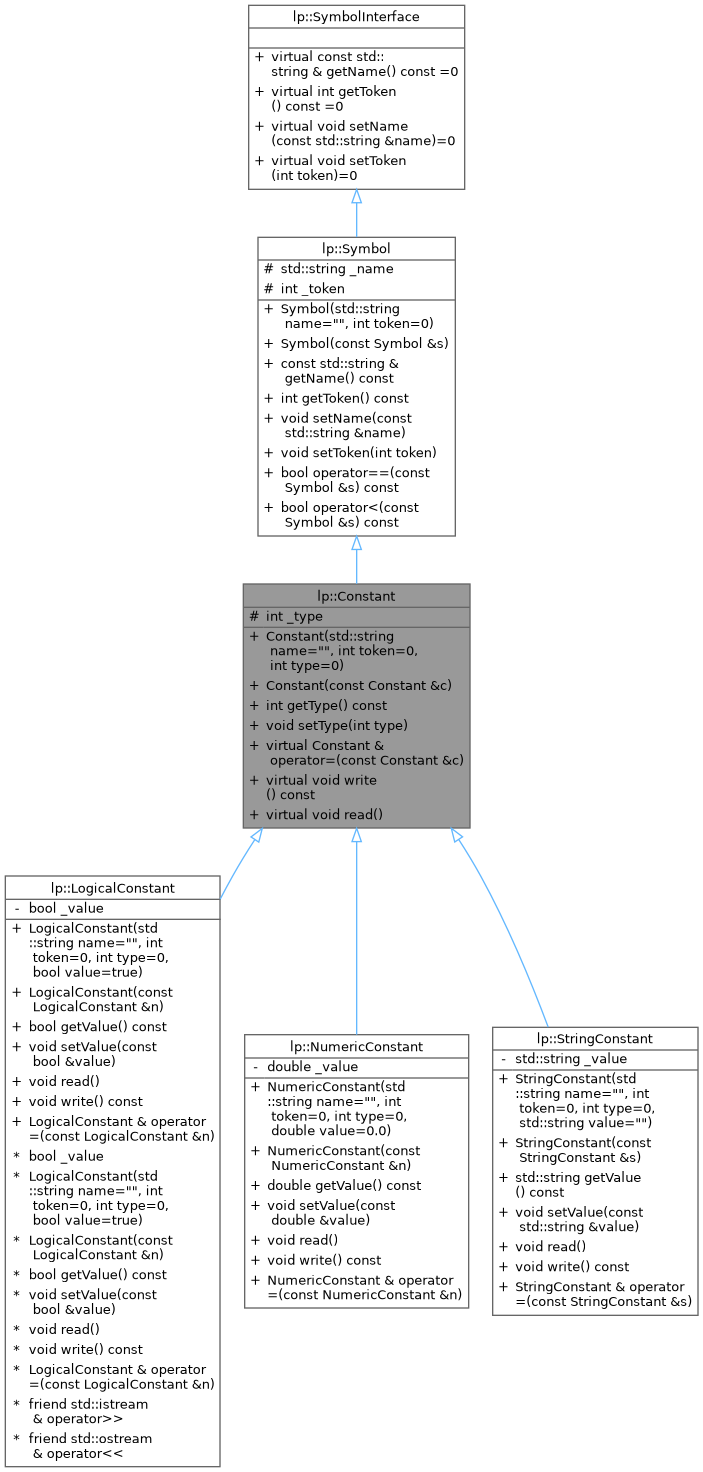 lp::SymbolInterface
+ virtual const std::
string & getName() const =0
+ virtual int getToken
() const =0
+ virtual void setName
(const std::string &name)=0
+ virtual void setToken
(int token)=0
lp::Symbol
# std::string _name
# int _token
+ Symbol(std::string
name="", int token=0)
+ Symbol(const Symbol &s)
+ const std::string &
getName() const
+ int getToken() const
+ void setName(const
std::string &name)
+ void setToken(int token)
+ bool operator==(const
Symbol &s) const
+ bool operator<(const
Symbol &s) const
lp::Constant
# int _type
+ Constant(std::string
name="", int token=0,
int type=0)
+ Constant(const Constant &c)
+ int getType() const
+ void setType(int type)
+ virtual Constant &
operator=(const Constant &c)
+ virtual void write
() const
+ virtual void read()
lp::LogicalConstant
- bool _value
+ LogicalConstant(std
::string name="", int
token=0, int type=0,
bool value=true)
+ LogicalConstant(const
LogicalConstant &n)
+ bool getValue() const
+ void setValue(const
bool &value)
+ void read()
+ void write() const
+ LogicalConstant & operator
=(const LogicalConstant &n)
* bool _value
* LogicalConstant(std
::string name="", int
token=0, int type=0,
bool value=true)
* LogicalConstant(const
LogicalConstant &n)
* bool getValue() const
* void setValue(const
bool &value)
* void read()
* void write() const
* LogicalConstant & operator
=(const LogicalConstant &n)
* friend std::istream
& operator>>
* friend std::ostream
& operator<<
lp::NumericConstant
- double _value
+ NumericConstant(std
::string name="", int
token=0, int type=0,
double value=0.0)
+ NumericConstant(const
NumericConstant &n)
+ double getValue() const
+ void setValue(const
double &value)
+ void read()
+ void write() const
+ NumericConstant & operator
=(const NumericConstant &n)
lp::StringConstant
- std::string _value
+ StringConstant(std
::string name="", int
token=0, int type=0,
std::string value="")
+ StringConstant(const
StringConstant &s)
+ std::string getValue
() const
+ void setValue(const
std::string &value)
+ void read()
+ void write() const
+ StringConstant & operator
=(const StringConstant &s)